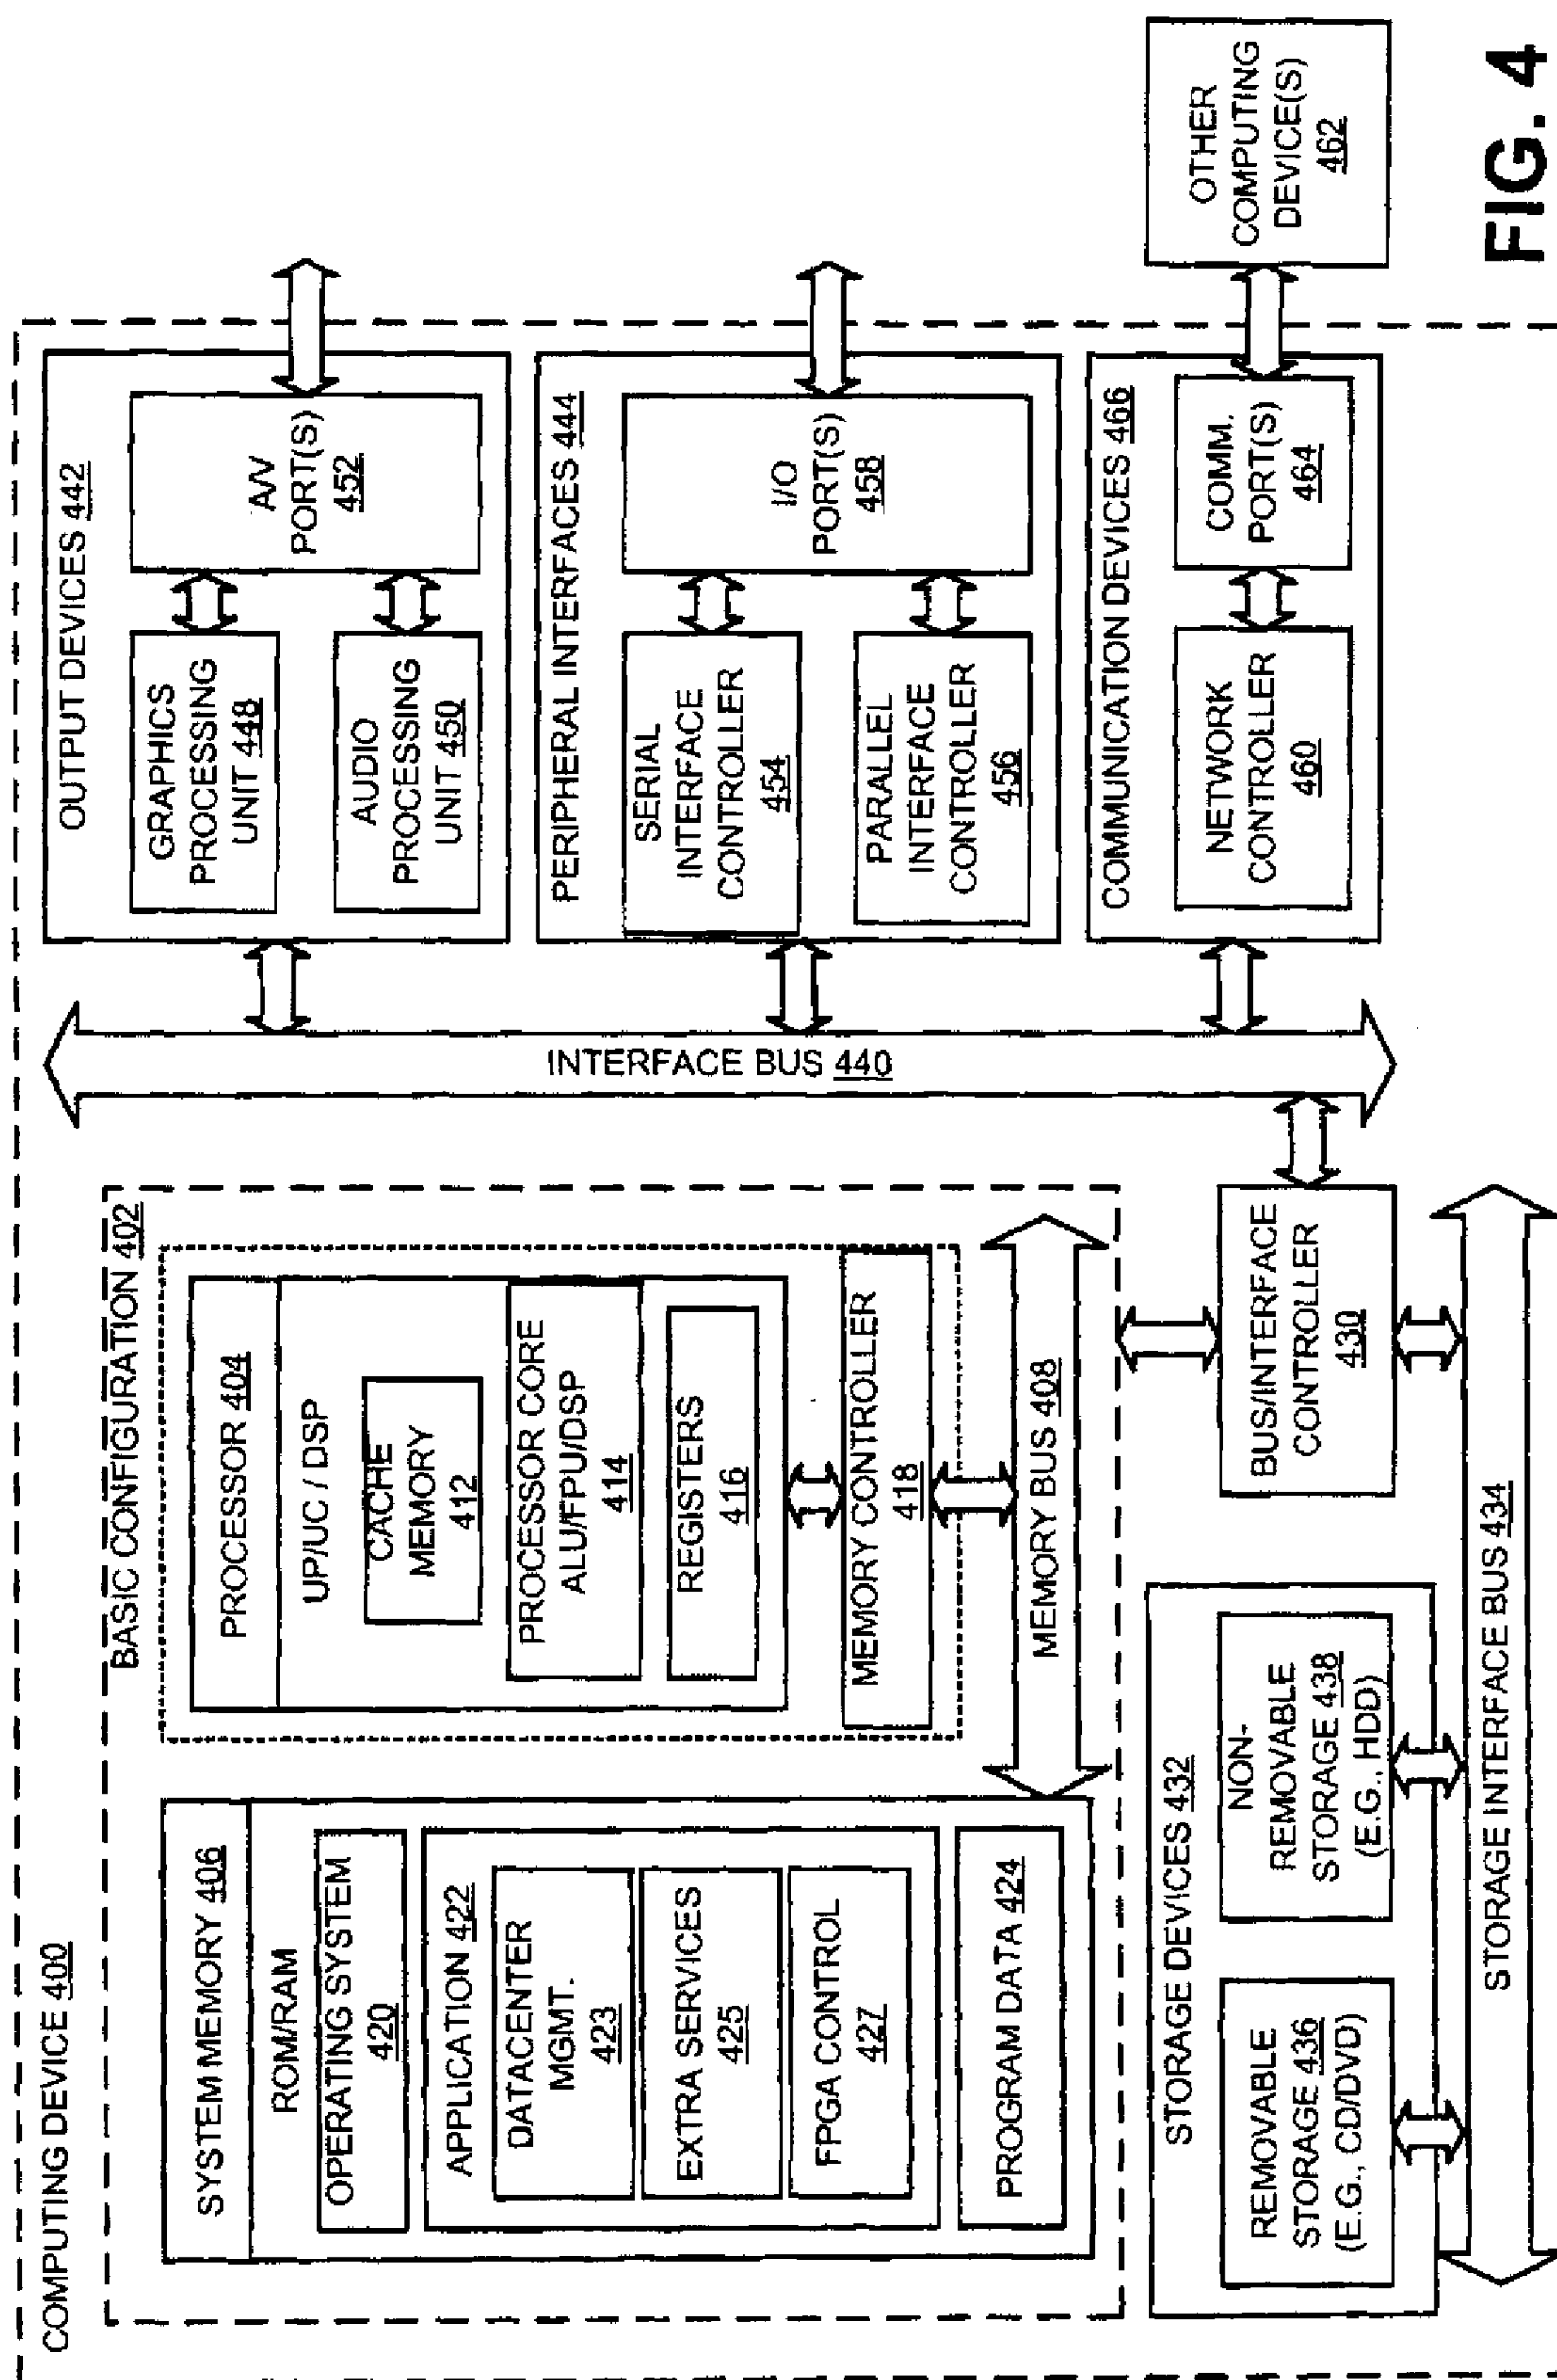 COMPUTING DEVICE 400
BASIC CONFIGURATION 402
SYSTEM MEMORY 406
ROM/RAM
OPERATING SYSTEM
420
APPLICATION 422
DATACENTER
MGMT.
423
EXTRA SERVICES
425
FPGA CONTROL
427
PROGRAM DATA 424
PROCESSOR 404
UP/UC / DSP
CACHE
MEMORY
412
PROCESSOR CORE
ALU/FPU/DSP
414
REGISTERS
416
MEMORY CONTROLLER
418
MEMORY BUS 408
STORAGE DEVICES 432
REMOVABLE
STORAGE 436
(E.G., CD/DVD)
NON-
REMOVABLE
STORAGE 438
(E.G., HDD)
BUS/INTERFACE
CONTROLLER
430
STORAGE INTERFACE BUS 434
INTERFACE BUS 440
OUTPUT DEVICES 442
GRAPHICS
PROCESSING
UNIT 448
AUDIO
PROCESSING
UNIT 450
A/V
PORT(S)
452
PERIPHERAL INTERFACES 444
SERIAL
INTERFACE
CONTROLLER
454
PARALLEL
INTERFACE
CONTROLLER
456
I/O
PORT(S)
458
COMMUNICATION DEVICES 466
NETWORK
CONTROLLER
460
COMM.
PORT(S)
464
OTHER
COMPUTING
DEVICE(S)
462
FIG. 4